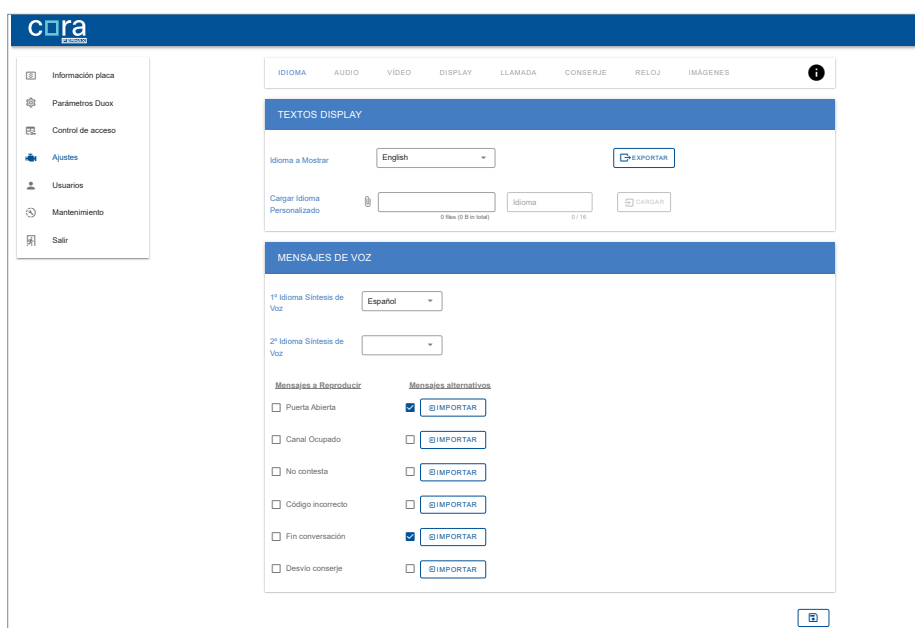 cora
Información placa
Parámetros Duox
Control de acceso
Ajustes
Usuarios
Mantenimiento
Salir
IDIOMA AUDIO VÍDEO DISPLAY LLAMADA CONSERJE RELOJ IMÁGENES
TEXTOS DISPLAY
Idioma a Mostrar English EXPORTAR
Cargar Idioma
Personalizado Idioma CARGAR
0 files (0 B in total) 0 / 16
MENSAJES DE VOZ
1º Idioma Síntesis de
Voz Español
2º Idioma Síntesis de
Voz
Mensajes a Reproducir Mensajes alternativos
Puerta Abierta IMPORTAR
Canal Ocupado IMPORTAR
No contesta IMPORTAR
Código incorrecto IMPORTAR
Fin conversación IMPORTAR
Desvío conserje IMPORTAR